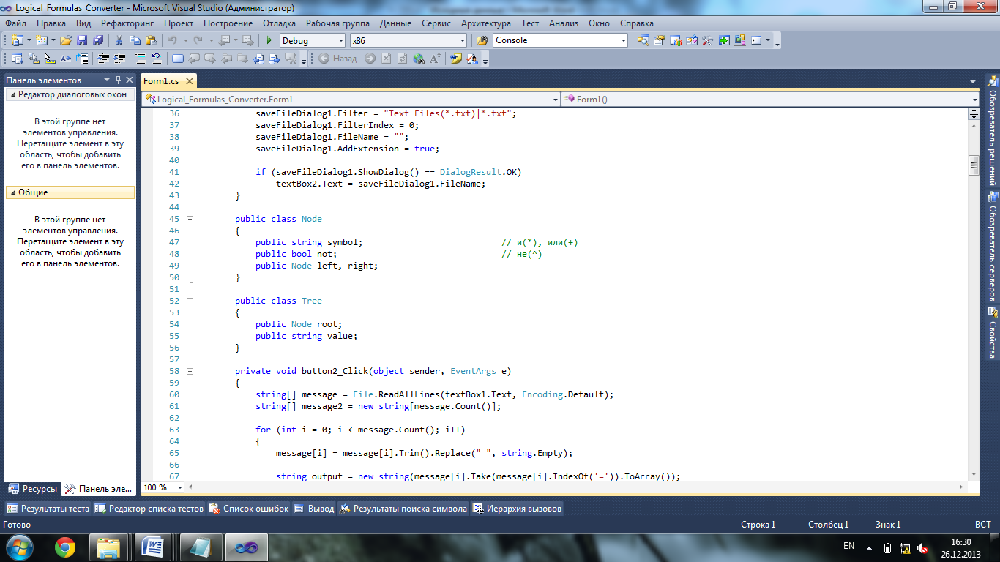 Logical_Formulas_Converter - Microsoft Visual Studio (Администратор)
Файл Правка Вид Рефакторинг Проект Построение Отладка Рабочая группа Данные Сервис Архитектура Тест Анализ Окно Справка
Debug x86 Console
Назад
Панель элементов
Редактор диалоговых окон
В этой группе нет
элементов управления.
Перетащите элемент в эту
область, чтобы добавить
его в панель элементов.
Общие
В этой группе нет
элементов управления.
Перетащите элемент в эту
область, чтобы добавить
его в панель элементов.
Ресурсы Панель эле...
Form1.cs
Logical_Formulas_Converter.Form1 Form1()
36 saveFileDialog1.Filter = "Text Files(*.txt)|*.txt";
37 saveFileDialog1.FilterIndex = 0;
38 saveFileDialog1.FileName = "";
39 saveFileDialog1.AddExtension = true;
40
41 if (saveFileDialog1.ShowDialog() == DialogResult.OK)
42 textBox2.Text = saveFileDialog1.FileName;
43 }
44
45 public class Node
46 {
47 public string symbol; // и(*), или(+)
48 public bool not; // не(^)
49 public Node left, right;
50 }
51
52 public class Tree
53 {
54 public Node root;
55 public string value;
56 }
57
58 private void button2_Click(object sender, EventArgs e)
59 {
60 string[] message = File.ReadAllLines(textBox1.Text, Encoding.Default);
61 string[] message2 = new string[message.Count()];
62
63 for (int i = 0; i < message.Count(); i++)
64 {
65 message[i] = message[i].Trim().Replace(" ", string.Empty);
66
67 string output = new string(message[i].Take(message[i].IndexOf('=')).ToArray());
100 %
Обозреватель решений
Обозреватель серверов
Свойства
Результаты теста Редактор списка тестов Список ошибок Вывод Результаты поиска символа Иерархия вызовов
Готово Строка 1 Столбец 1 Знак 1 ВСТ
EN 16:30
26.12.2013